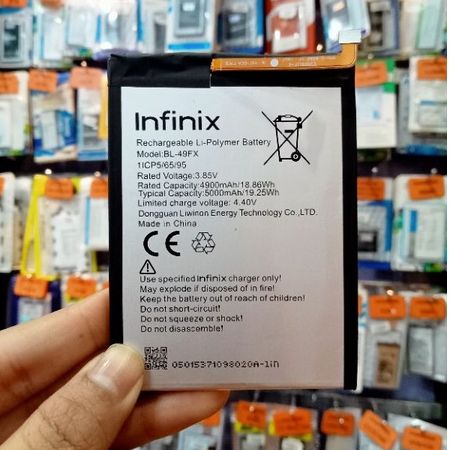 Infinix
Rechargeable Li-Polymer Battery
Model:BL-49FX
1ICP5/65/95
Rated Voltage:3.85V
Rated Capacity:4900mAh/18.86Wh
Typical Capacity:5000mAh/19.25Wh
Limited charge voltage: 4.40V
Dongguan Liwinon Energy Technology Co.,LTD.
Made in China
CE
Use specified Infinix charger only!
May explode if disposed of in fire!
Keep the battery out of reach of children!
Do not short-circuit!
Do not squeeze or shock!
Do not disassemble!
0501537109B020A-1in